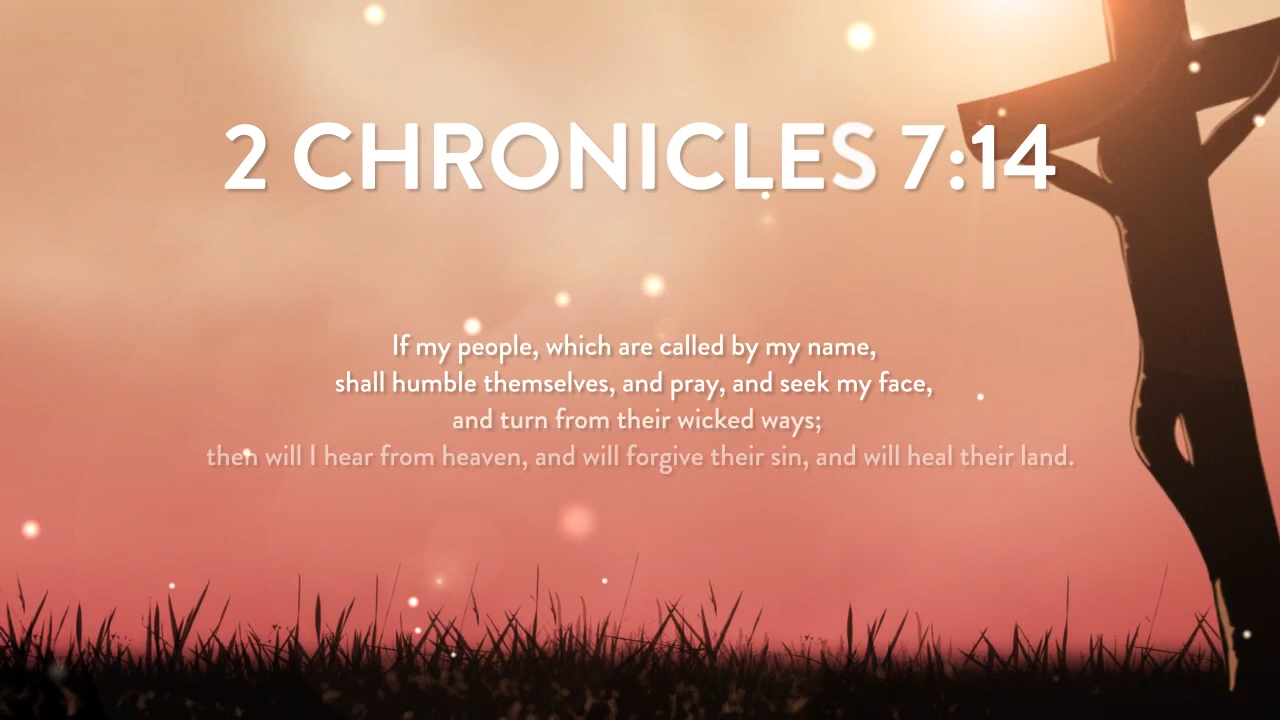 2 CHRONICLES 7:14
If my people, which are called by my name,
shall humble themselves, and pray, and seek my face,
and turn from their wicked ways;
then will I hear from heaven, and will forgive their sin, and will heal their land.